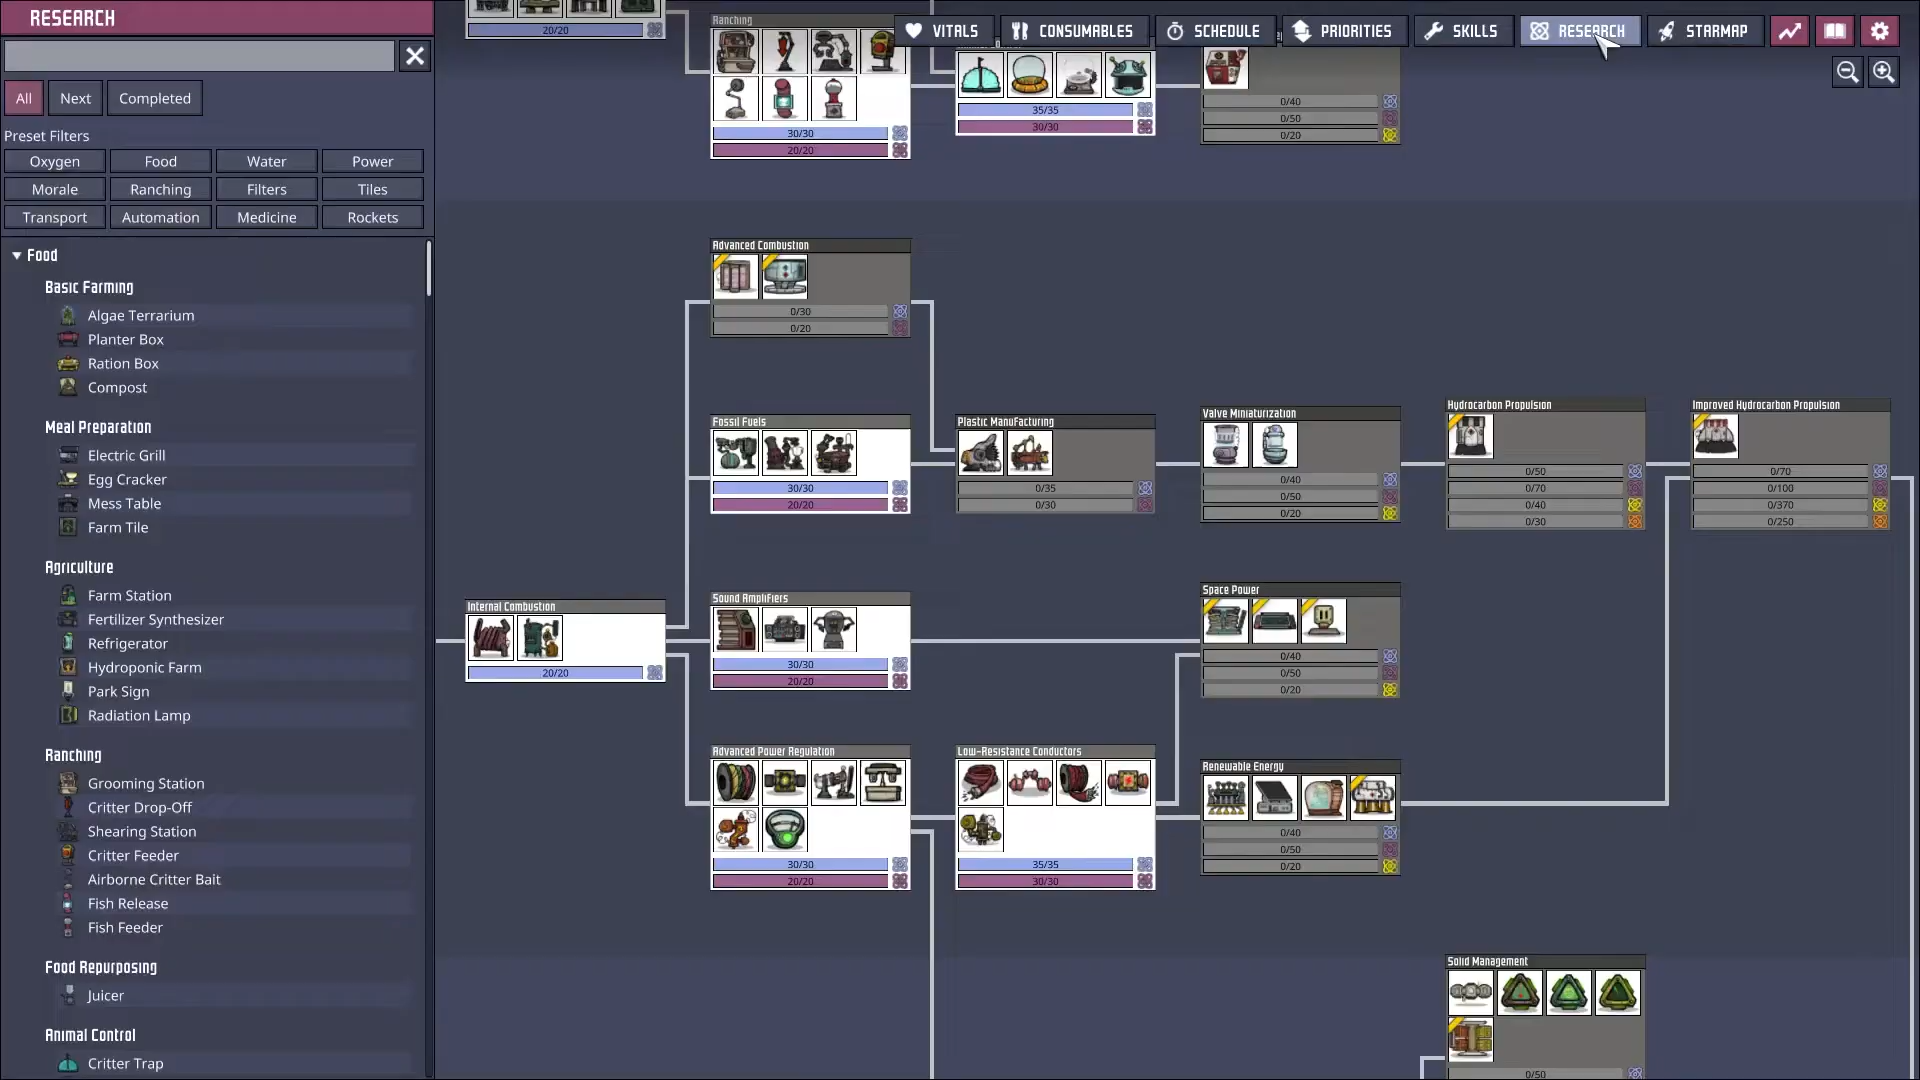 RESEARCH
All Next Completed
Preset Filters
Oxygen Food Water Power
Morale Ranching Filters Tiles
Transport Automation Medicine Rockets
Food
Basic Farming
Algae Terrarium
Planter Box
Ration Box
Compost
Meal Preparation
Electric Grill
Egg Cracker
Mess Table
Farm Tile
Agriculture
Farm Station
Fertilizer Synthesizer
Refrigerator
Hydroponic Farm
Park Sign
Radiation Lamp
Ranching
Grooming Station
Critter Drop-Off
Shearing Station
Critter Feeder
Airborne Critter Bait
Fish Release
Fish Feeder
Food Repurposing
Juicer
Animal Control
Critter Trap
VITALS CONSUMABLES SCHEDULE PRIORITIES SKILLS RESEARCH STARMAP
20/20
Ranching
30/30
20/20
35/35
30/30
0/40
0/50
0/20
Advanced Combustion
0/30
0/20
Fossil Fuels
30/30
20/20
Plastic Manufacturing
0/35
0/30
Valve Miniaturization
0/40
0/50
0/20
Hydrocarbon Propulsion
0/50
0/70
0/40
0/30
Improved Hydrocarbon Propulsion
0/70
0/100
0/370
0/250
Internal Combustion
20/20
Sound Amplifiers
30/30
20/20
Space Power
0/40
0/50
0/20
Advanced Power Regulation
30/30
20/20
Low-Resistance Conductors
35/35
30/30
Renewable Energy
0/40
0/50
0/20
Solid Management
0/50